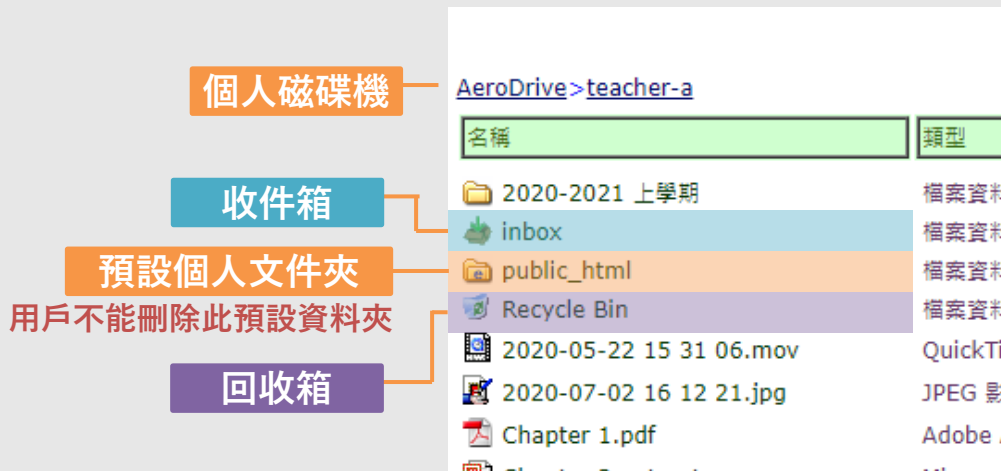 個人磁碟機
AeroDrive>teacher-a
名稱 類型
收件箱
2020-2021 上學期 檔案資料
inbox 檔案資料
預設個人文件夾
public_html 檔案資料
用戶不能刪除此預設資料夾
Recycle Bin 檔案資料
2020-05-22 15 31 06.mov QuickTi
回收箱
2020-07-02 16 12 21.jpg JPEG 影
Chapter 1.pdf Adobe